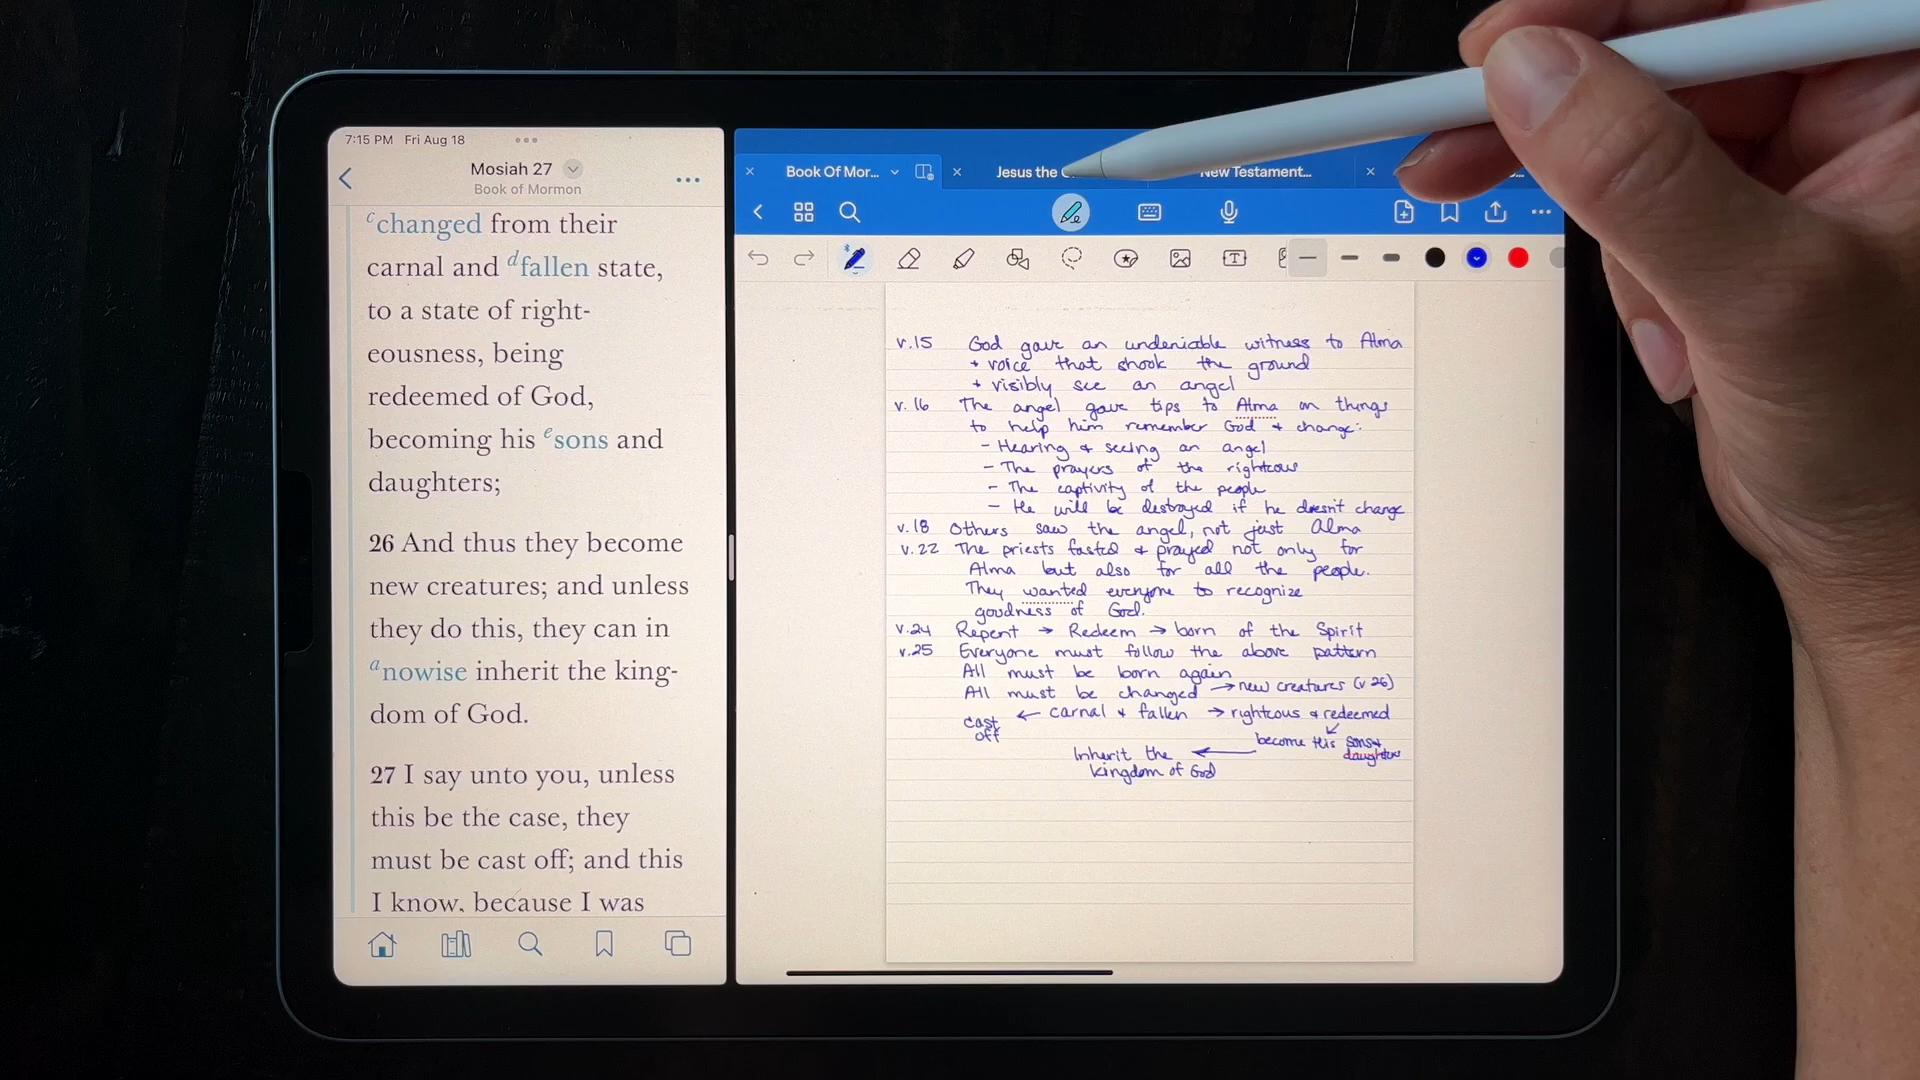 7:15 PM Fri Aug 18
Mosiah 27
Book of Mormon
c changed from their
carnal and d fallen state,
to a state of right-
eousness, being
redeemed of God,
becoming his e sons and
daughters;
26 And thus they become
new creatures; and unless
they do this, they can in
a nowise inherit the king-
dom of God.
27 I say unto you, unless
this be the case, they
must be cast off; and this
I know, because I was
Book Of Mor...
Jesus the
New Testament...
v.15 God gave an undeniable witness to Alma
+ voice that shook the ground
+ visibly see an angel
v.16 The angel gave tips to Alma on things
to help him remember God + change:
- Hearing & seeing an angel
- The prayers of the righteous
- The captivity of the people
- He will be destroyed if he doesn't change
v.18 Others saw the angel, not just Alma
v.22 The priests fasted & prayed not only for
Alma but also for all the people.
They wanted everyone to recognize
goodness of God.
v.24 Repent → Redeem → born of the Spirit
v.25 Everyone must follow the above pattern
All must be born again
All must be changed → new creatures (v 26)
cast off ← carnal & fallen → righteous & redeemed
become His sons + daughters
Inherit the
kingdom of God